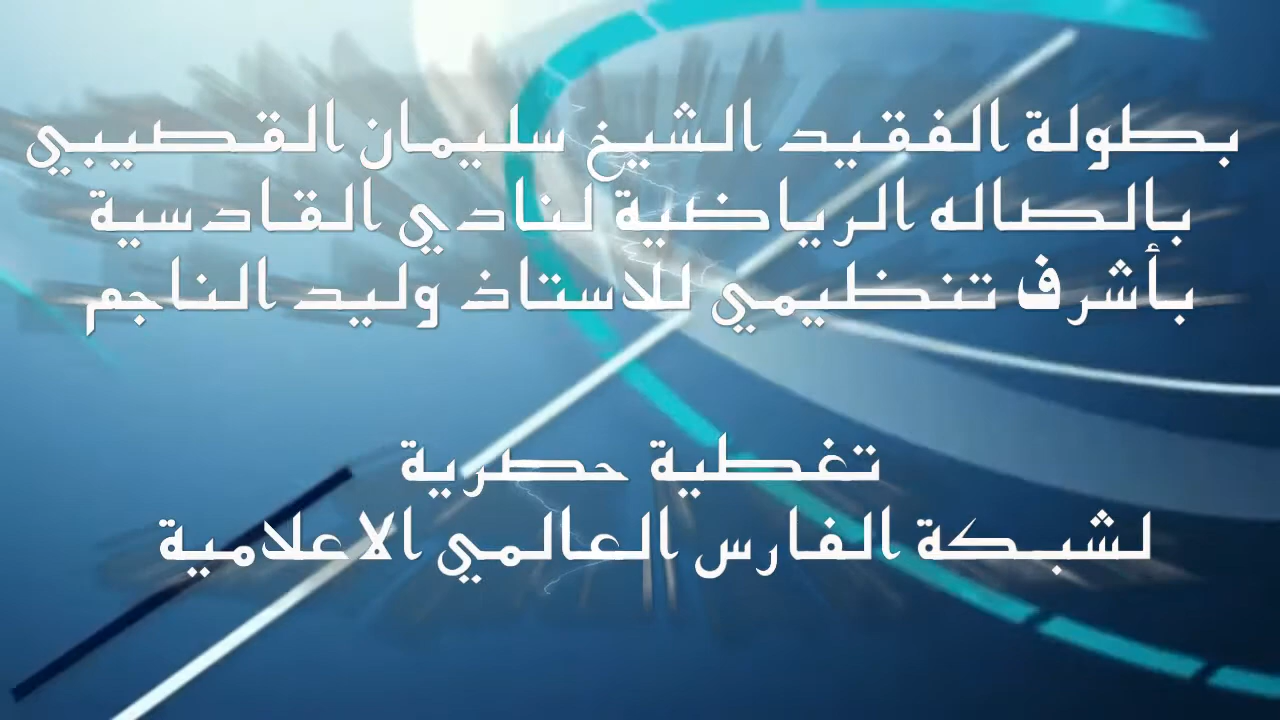 بطولة الفقيد الشيخ سليمان القصيبي
بالصاله الرياضية لنادي القادسية
بأشرف تنظيمي للاستاذ وليد الناجم
تغطية حصرية
لشبكة الفارس العالمي الاعلامية